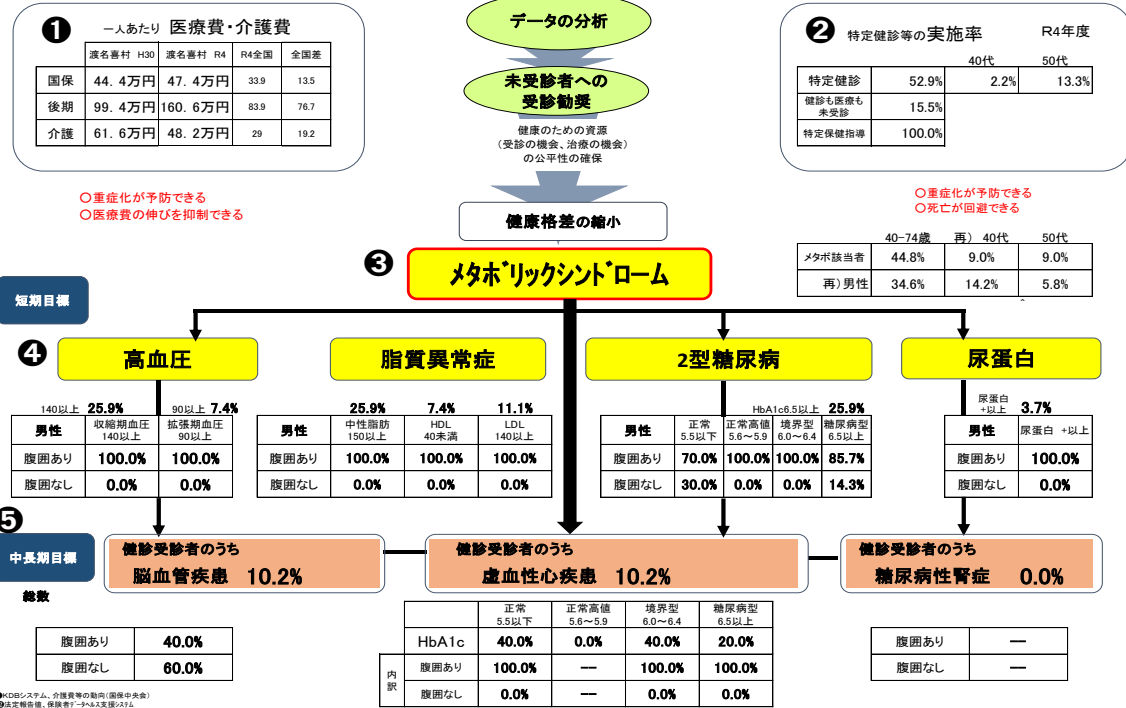 ❶ 一人あたり 医療費・介護費
渡名喜村 H30 渡名喜村 R4 R4全国 全国差
国保 44.4万円 47.4万円 33.9 13.5
後期 99.4万円 160.6万円 83.9 76.7
介護 61.6万円 48.2万円 29 19.2
○重症化が予防できる
○医療費の伸びを抑制できる
データの分析
未受診者への
受診勧奨
健康のための資源
(受診の機会、治療の機会)
の公平性の確保
健康格差の縮小
❷ 特定健診等の実施率 R4年度
40代 50代
特定健診 52.9% 2.2% 13.3%
健診も医療も
未受診 15.5%
特定保健指導 100.0%
○重症化が予防できる
○死亡が回避できる
40-74歳 再)40代 50代
メタボ該当者 44.8% 9.0% 9.0%
再)男性 34.6% 14.2% 5.8%
❸ メタボリックシンドローム
短期目標
❹ 高血圧 脂質異常症 2型糖尿病 尿蛋白
140以上 25.9% 90以上 7.4%
男性 収縮期血圧 140以上 拡張期血圧 90以上
腹囲あり 100.0% 100.0%
腹囲なし 0.0% 0.0%
25.9% 7.4% 11.1%
男性 中性脂肪 150以上 HDL 40未満 LDL 140以上
腹囲あり 100.0% 100.0% 100.0%
腹囲なし 0.0% 0.0% 0.0%
HbA1c6.5以上 25.9%
男性 正常 5.5以下 正常高値 5.6～5.9 境界型 6.0～6.4 糖尿病型 6.5以上
腹囲あり 70.0% 100.0% 100.0% 85.7%
腹囲なし 30.0% 0.0% 0.0% 14.3%
尿蛋白
+以上 3.7%
男性 尿蛋白 +以上
腹囲あり 100.0%
腹囲なし 0.0%
❺
中長期目標
健診受診者のうち
脳血管疾患 10.2%
健診受診者のうち
虚血性心疾患 10.2%
健診受診者のうち
糖尿病性腎症 0.0%
総数
腹囲あり 40.0%
腹囲なし 60.0%
正常 5.5以下 正常高値 5.6～5.9 境界型 6.0～6.4 糖尿病型 6.5以上
HbA1c 40.0% 0.0% 40.0% 20.0%
内訳 腹囲あり 100.0% -- 100.0% 100.0%
腹囲なし 0.0% -- 0.0% 0.0%
腹囲あり --
腹囲なし --
❶KDBシステム、介護費等の動向(国保中央会)
❷法定報告値、保険者データヘルス支援システム